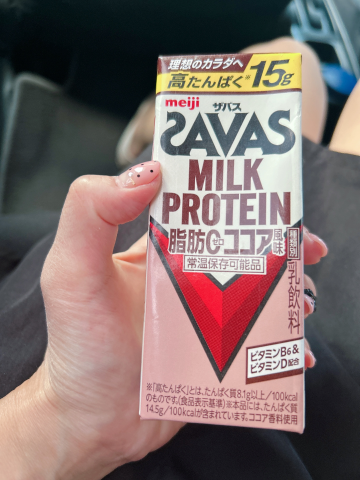 理想のカラダへ
高たんぱく※15g
meiji
ザバス
SAVAS
MILK
PROTEIN
脂肪0ゼロ ココア風味
常温保存可能品
種類別
乳飲料
ビタミンB6&
ビタミンD配合
※「高たんぱく」とは、たんぱく質8.1g以上/100kcal
のものです。(食品表示基準)※本品には、たんぱく質
14.5g/100kcalが含まれています。ココア香料使用